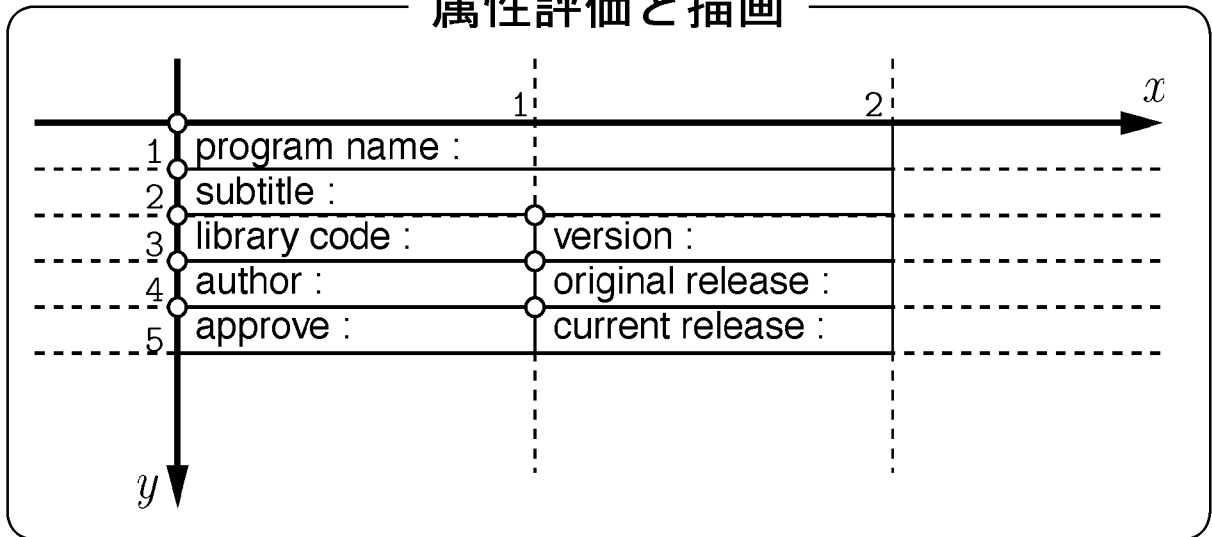 属性評価と描画
x
1 2
1 program name :
2 subtitle :
3 library code : version :
4 author : original release :
5 approve : current release :
y